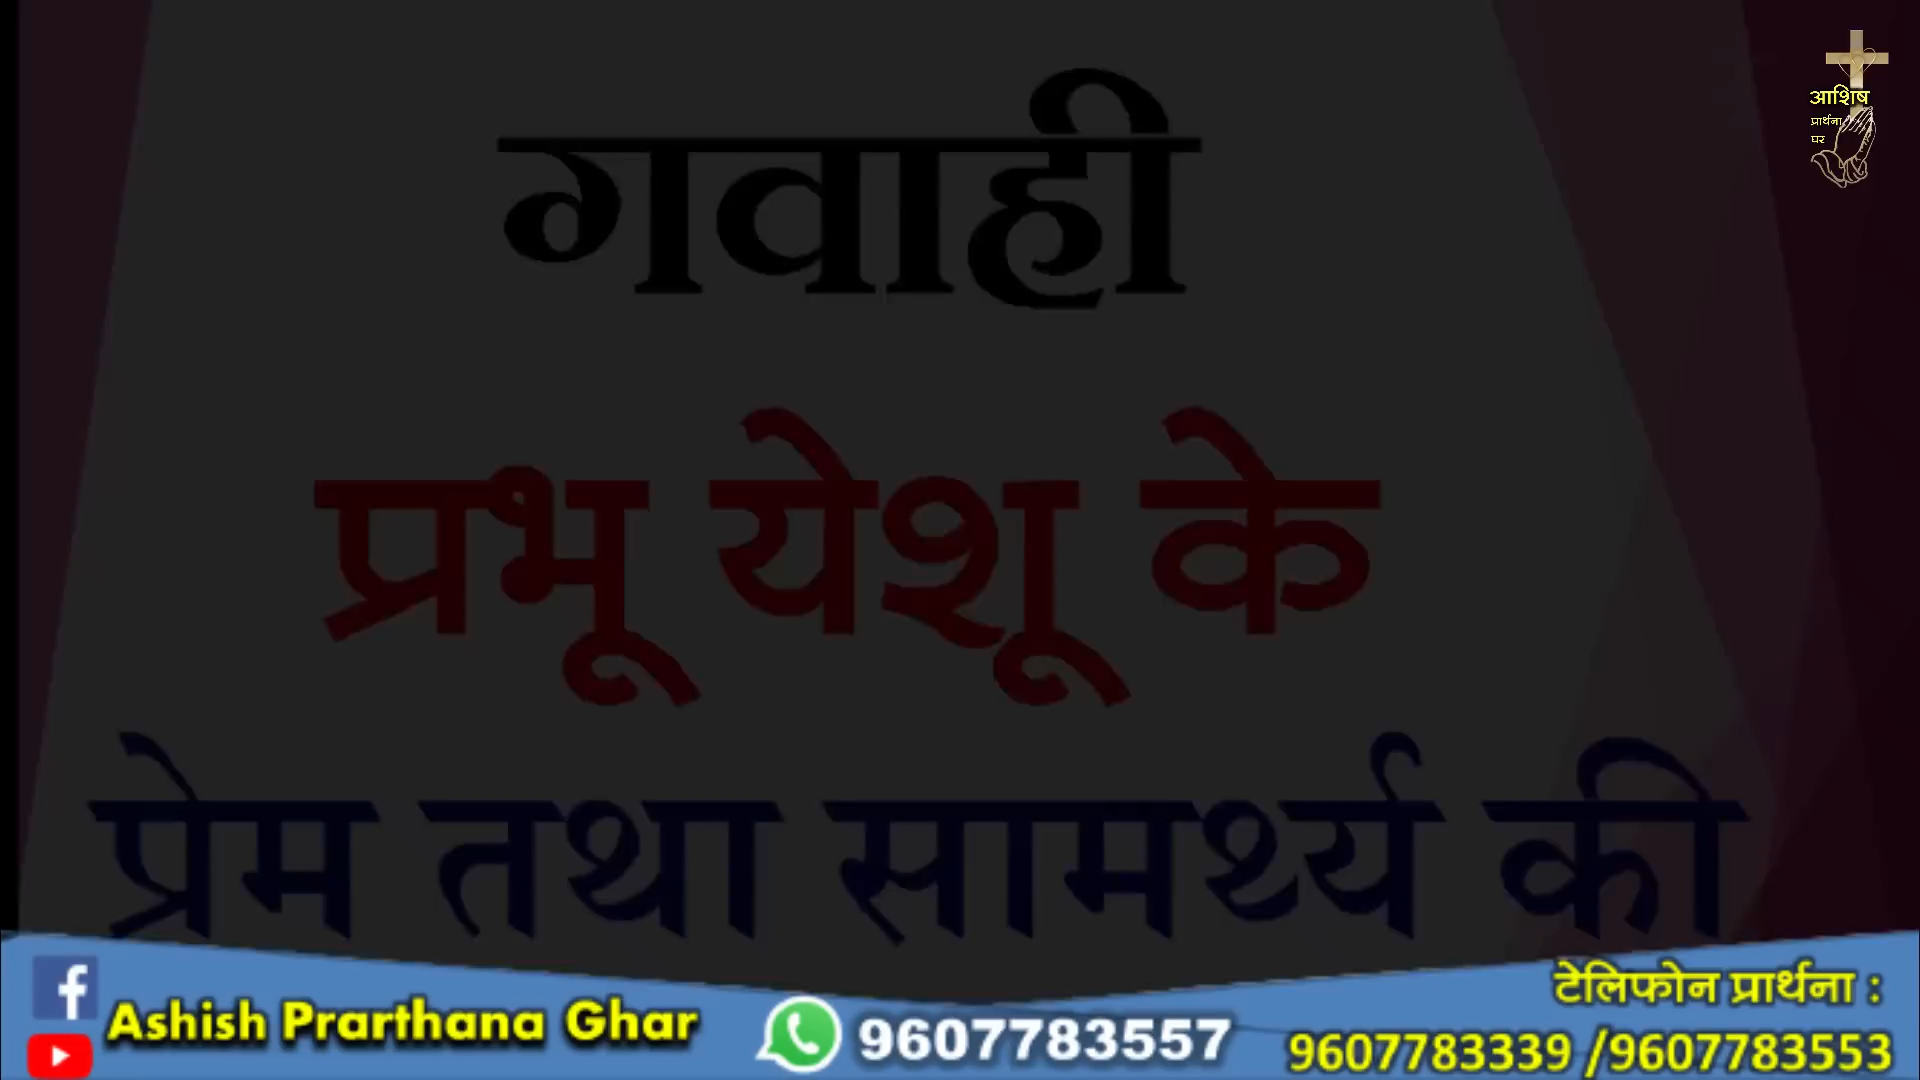 गवाही
प्रभू येशू के
प्रेम तथा सामर्थ्य की
आशिष
प्रार्थना
घर
Ashish Prarthana Ghar
9607783557
टेलिफोन प्रार्थना :
9607783339 /9607783553